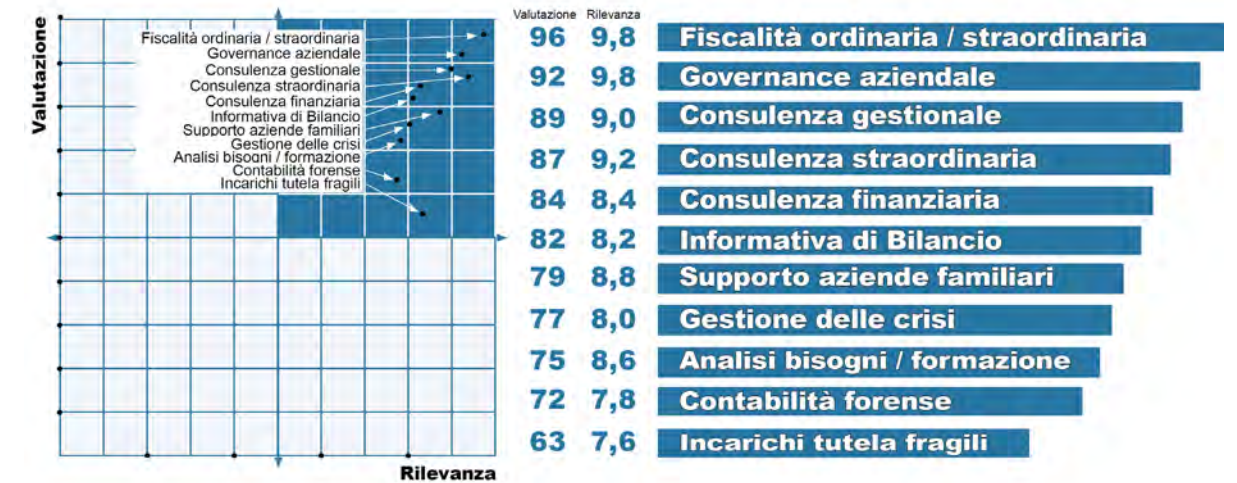 Valutazione
Fiscalità ordinaria / straordinaria
Governance aziendale
Consulenza gestionale
Consulenza straordinaria
Consulenza finanziaria
Informativa di Bilancio
Supporto aziende familiari
Gestione delle crisi
Analisi bisogni / formazione
Contabilità forense
Incarichi tutela fragili
Rilevanza
Valutazione Rilevanza
96 9,8 Fiscalità ordinaria / straordinaria
92 9,8 Governance aziendale
89 9,0 Consulenza gestionale
87 9,2 Consulenza straordinaria
84 8,4 Consulenza finanziaria
82 8,2 Informativa di Bilancio
79 8,8 Supporto aziende familiari
77 8,0 Gestione delle crisi
75 8,6 Analisi bisogni / formazione
72 7,8 Contabilità forense
63 7,6 Incarichi tutela fragili